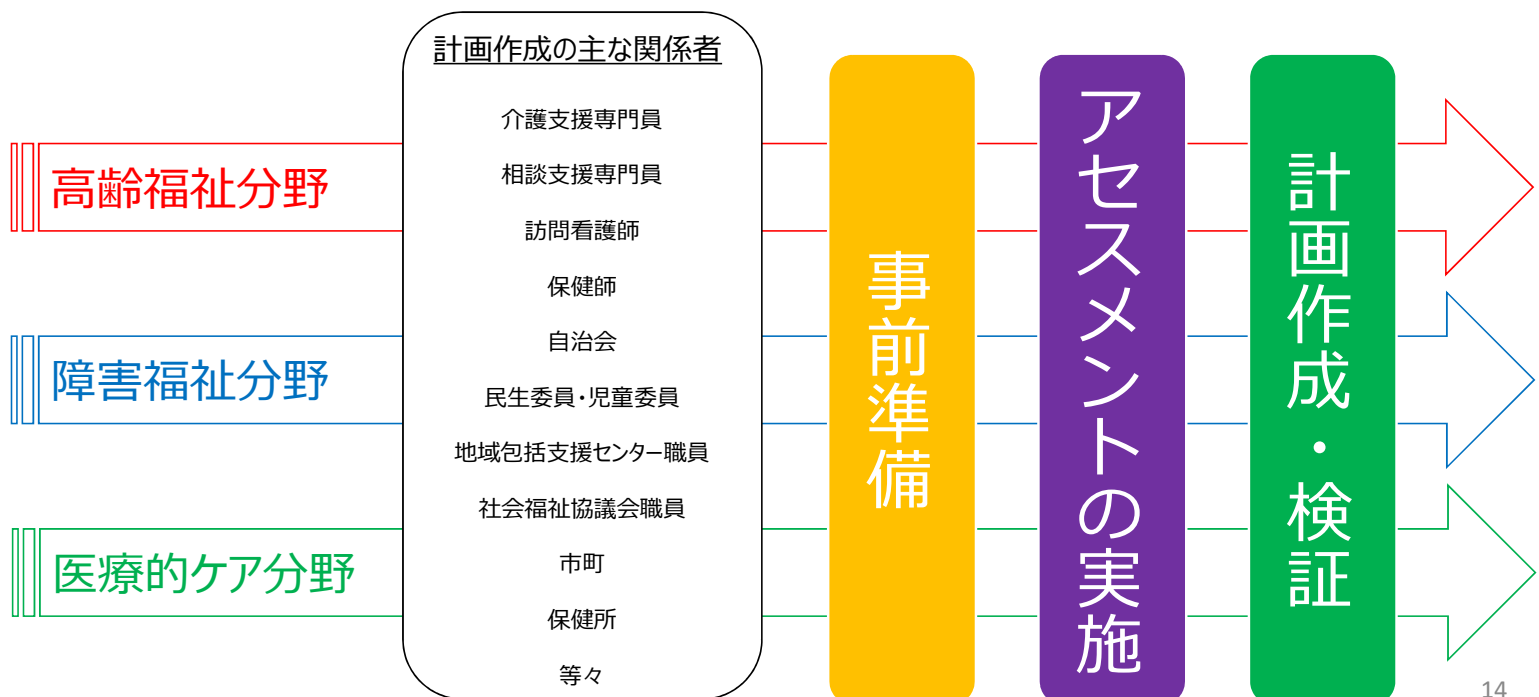 計画作成の主な関係者
介護支援専門員
相談支援専門員
訪問看護師
保健師
自治会
民生委員・児童委員
地域包括支援センター職員
社会福祉協議会職員
市町
保健所
等々
高齢福祉分野
障害福祉分野
医療的ケア分野
事前準備
アセスメントの実施
計画作成・検証
14